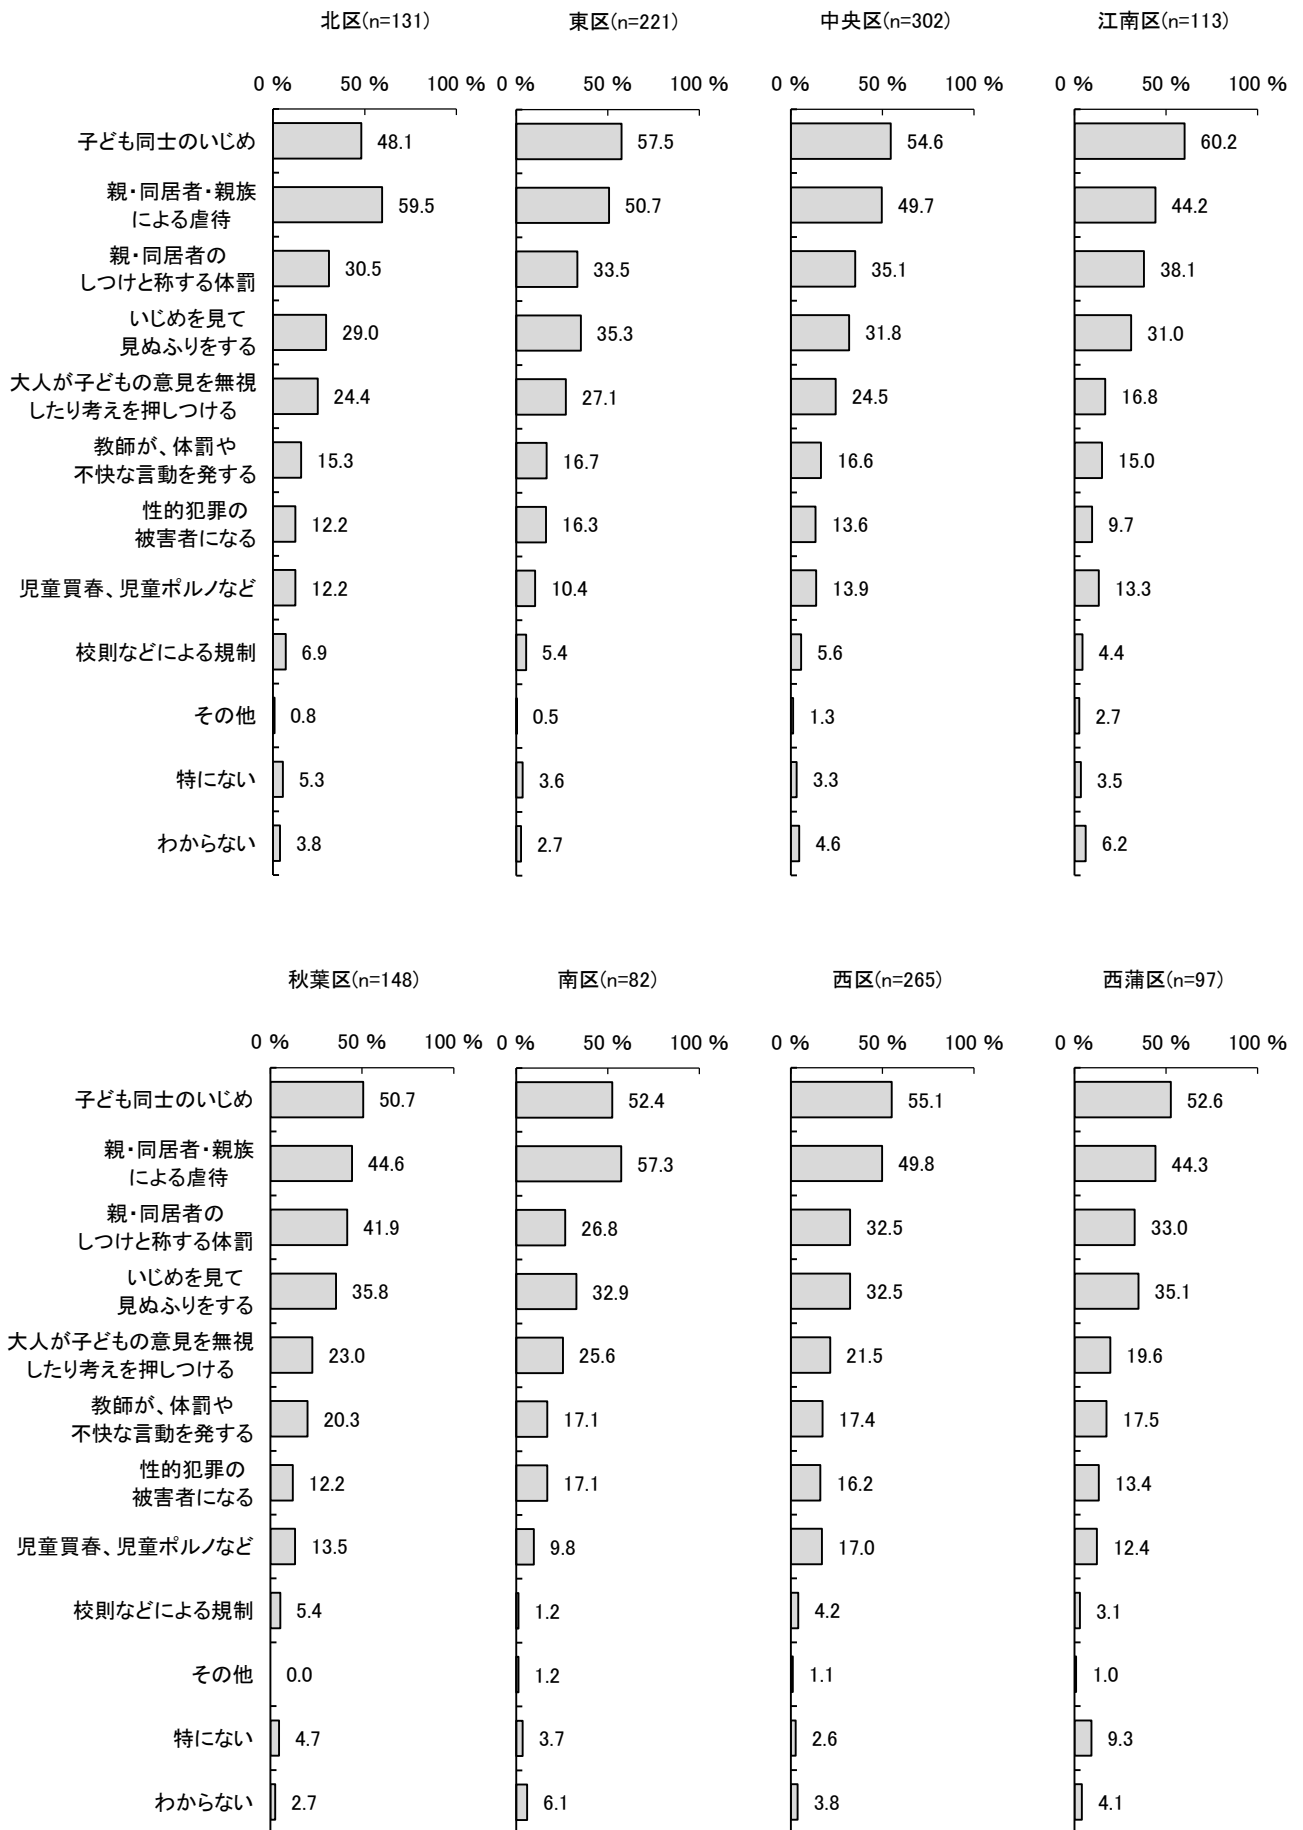 北区(n=131) 東区(n=221) 中央区(n=302) 江南区(n=113)
0 % 50 % 100 % 0 % 50 % 100 % 0 % 50 % 100 % 0 % 50 % 100 %
子ども同士のいじめ 48.1 57.5 54.6 60.2
親・同居者・親族
による虐待 59.5 50.7 49.7 44.2
親・同居者の
しつけと称する体罰 30.5 33.5 35.1 38.1
いじめを見て
見ぬふりをする 29.0 35.3 31.8 31.0
大人が子どもの意見を無視
したり考えを押しつける 24.4 27.1 24.5 16.8
教師が、体罰や
不快な言動を発する 15.3 16.7 16.6 15.0
性的犯罪の
被害者になる 12.2 16.3 13.6 9.7
児童買春、児童ポルノなど 12.2 10.4 13.9 13.3
校則などによる規制 6.9 5.4 5.6 4.4
その他 0.8 0.5 1.3 2.7
特にない 5.3 3.6 3.3 3.5
わからない 3.8 2.7 4.6 6.2
秋葉区(n=148) 南区(n=82) 西区(n=265) 西蒲区(n=97)
0 % 50 % 100 % 0 % 50 % 100 % 0 % 50 % 100 % 0 % 50 % 100 %
子ども同士のいじめ 50.7 52.4 55.1 52.6
親・同居者・親族
による虐待 44.6 57.3 49.8 44.3
親・同居者の
しつけと称する体罰 41.9 26.8 32.5 33.0
いじめを見て
見ぬふりをする 35.8 32.9 32.5 35.1
大人が子どもの意見を無視
したり考えを押しつける 23.0 25.6 21.5 19.6
教師が、体罰や
不快な言動を発する 20.3 17.1 17.4 17.5
性的犯罪の
被害者になる 12.2 17.1 16.2 13.4
児童買春、児童ポルノなど 13.5 9.8 17.0 12.4
校則などによる規制 5.4 1.2 4.2 3.1
その他 0.0 1.2 1.1 1.0
特にない 4.7 3.7 2.6 9.3
わからない 2.7 6.1 3.8 4.1